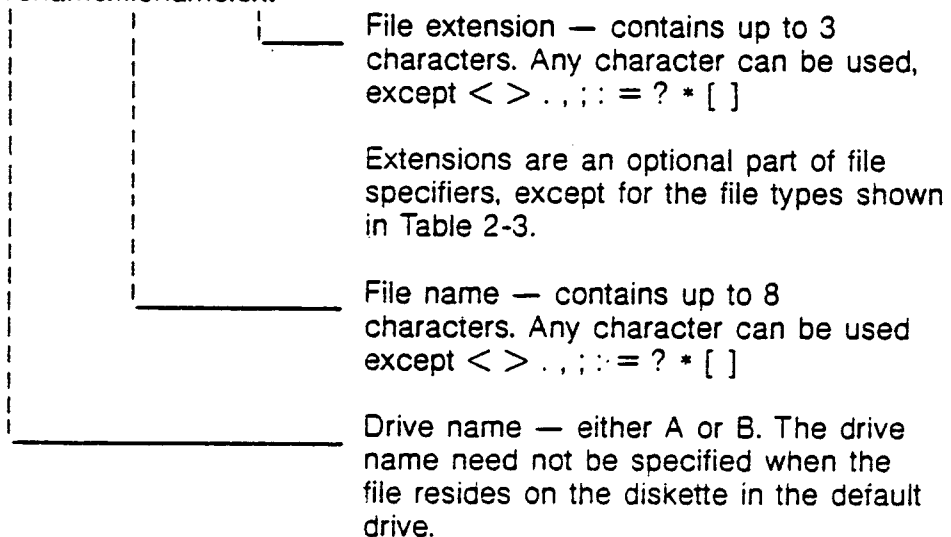 File extension — contains up to 3
characters. Any character can be used,
except < > . , ; : = ? * [ ]
Extensions are an optional part of file
specifiers, except for the file types shown
in Table 2-3.
File name — contains up to 8
characters. Any character can be used
except < > . , ; : = ? * [ ]
Drive name — either A or B. The drive
name need not be specified when the
file resides on the diskette in the default
drive.